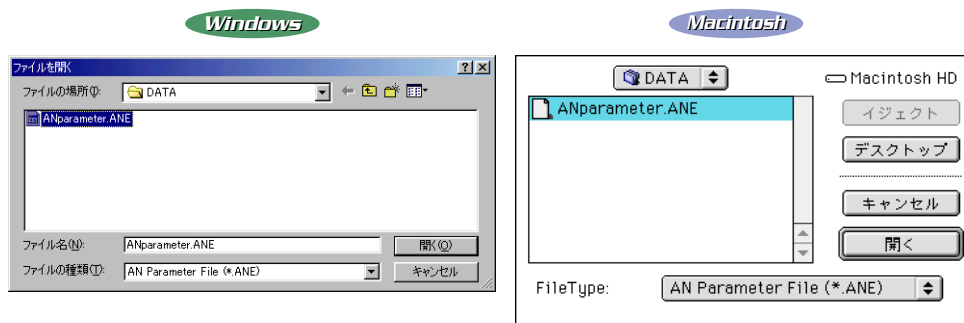 Windows
ファイルを開く
ファイルの場所(I):
DATA
ANparameter.ANE
ファイル名(N):
ANparameter.ANE
開く(O)
ファイルの種類(T):
AN Parameter File (*.ANE)
キャンセル
Macintosh
DATA
Macintosh HD
ANparameter.ANE
イジェクト
デスクトップ
キャンセル
開く
FileType:
AN Parameter File (*.ANE)